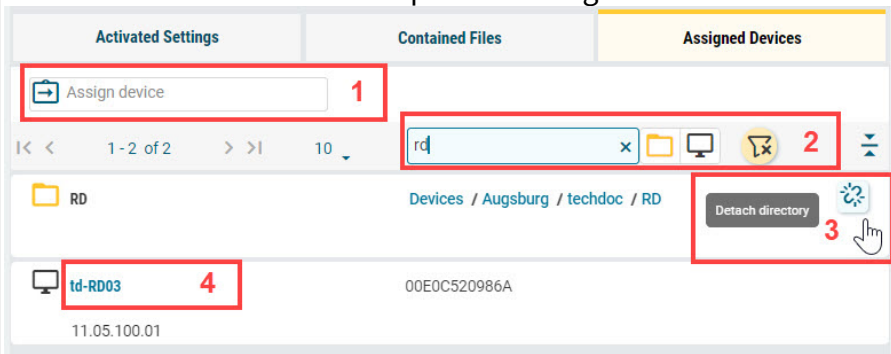 Activated Settings Contained Files Assigned Devices
Assign device 1
1 - 2 of 2 10 rd 2
RD Devices / Augsburg / techdoc / RD Detach directory
3
td-RD03 4 00E0C520986A
11.05.100.01